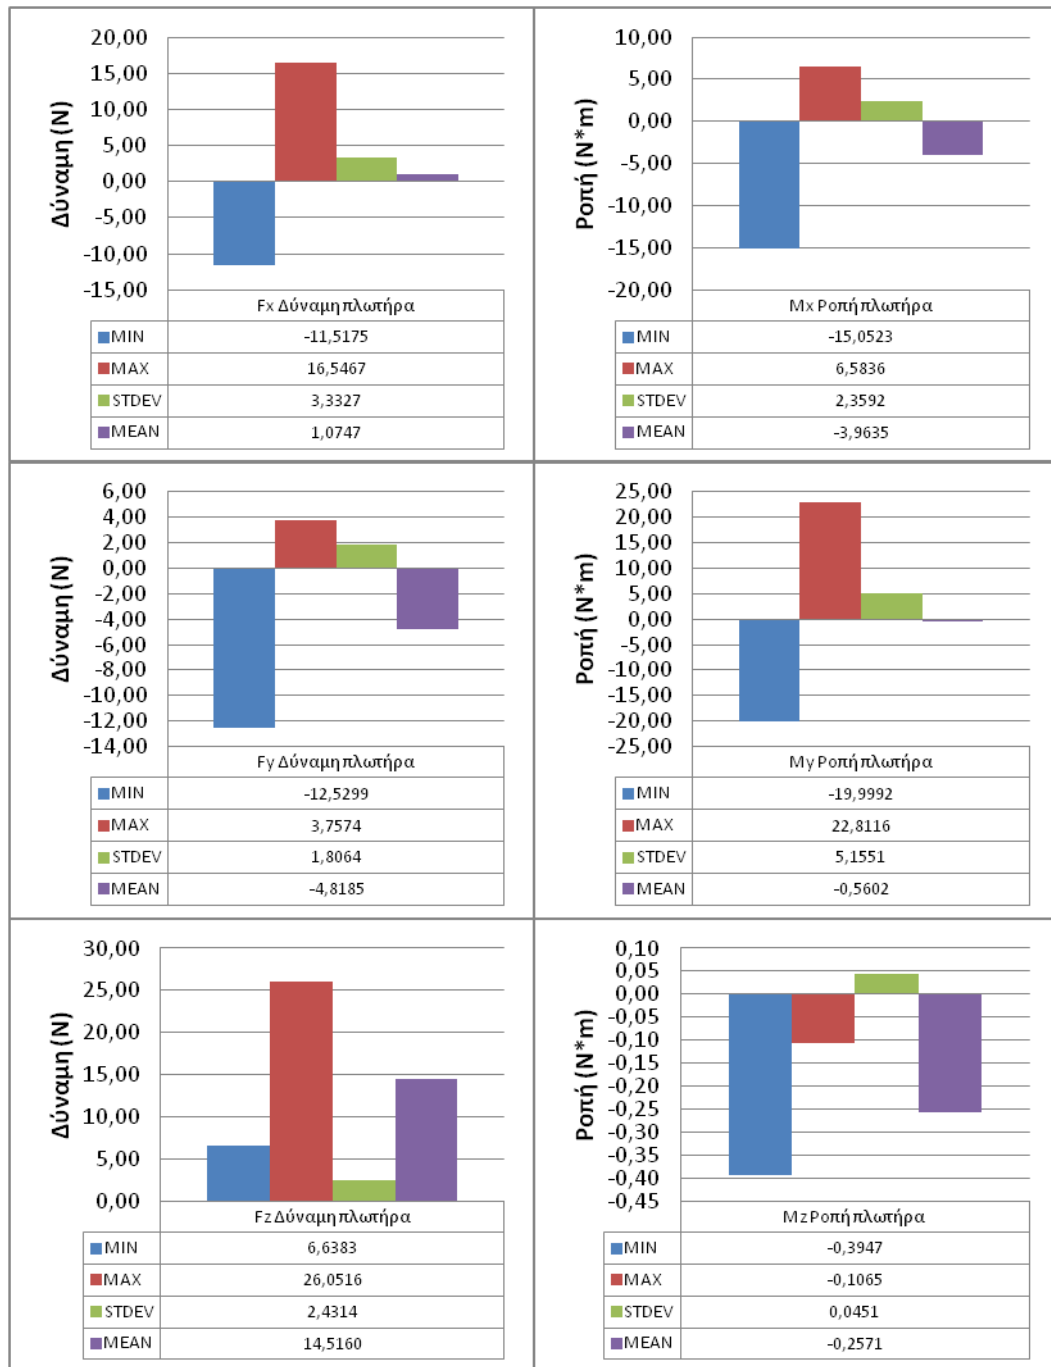 Δύναμη (N)
20,00
15,00
10,00
5,00
0,00
-5,00
-10,00
-15,00
Fx Δύναμη πλωτήρα
MIN -11,5175
MAX 16,5467
STDEV 3,3327
MEAN 1,0747
Ροπή (N*m)
10,00
5,00
0,00
-5,00
-10,00
-15,00
-20,00
Mx Ροπή πλωτήρα
MIN -15,0523
MAX 6,5836
STDEV 2,3592
MEAN -3,9635
Δύναμη (N)
6,00
4,00
2,00
0,00
-2,00
-4,00
-6,00
-8,00
-10,00
-12,00
-14,00
Fy Δύναμη πλωτήρα
MIN -12,5299
MAX 3,7574
STDEV 1,8064
MEAN -4,8185
Ροπή (N*m)
25,00
20,00
15,00
10,00
5,00
0,00
-5,00
-10,00
-15,00
-20,00
-25,00
My Ροπή πλωτήρα
MIN -19,9992
MAX 22,8116
STDEV 5,1551
MEAN -0,5602
Δύναμη (N)
30,00
25,00
20,00
15,00
10,00
5,00
0,00
Fz Δύναμη πλωτήρα
MIN 6,6383
MAX 26,0516
STDEV 2,4314
MEAN 14,5160
Ροπή (N*m)
0,10
0,05
0,00
-0,05
-0,10
-0,15
-0,20
-0,25
-0,30
-0,35
-0,40
-0,45
Mz Ροπή πλωτήρα
MIN -0,3947
MAX -0,1065
STDEV 0,0451
MEAN -0,2571